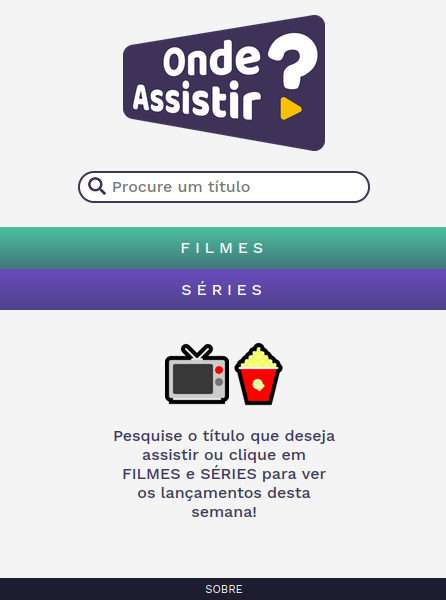 Onde
Assistir ?
Procure um título
FILMES
SÉRIES
Pesquise o título que deseja
assistir ou clique em
FILMES e SÉRIES para ver
os lançamentos desta
semana!
SOBRE